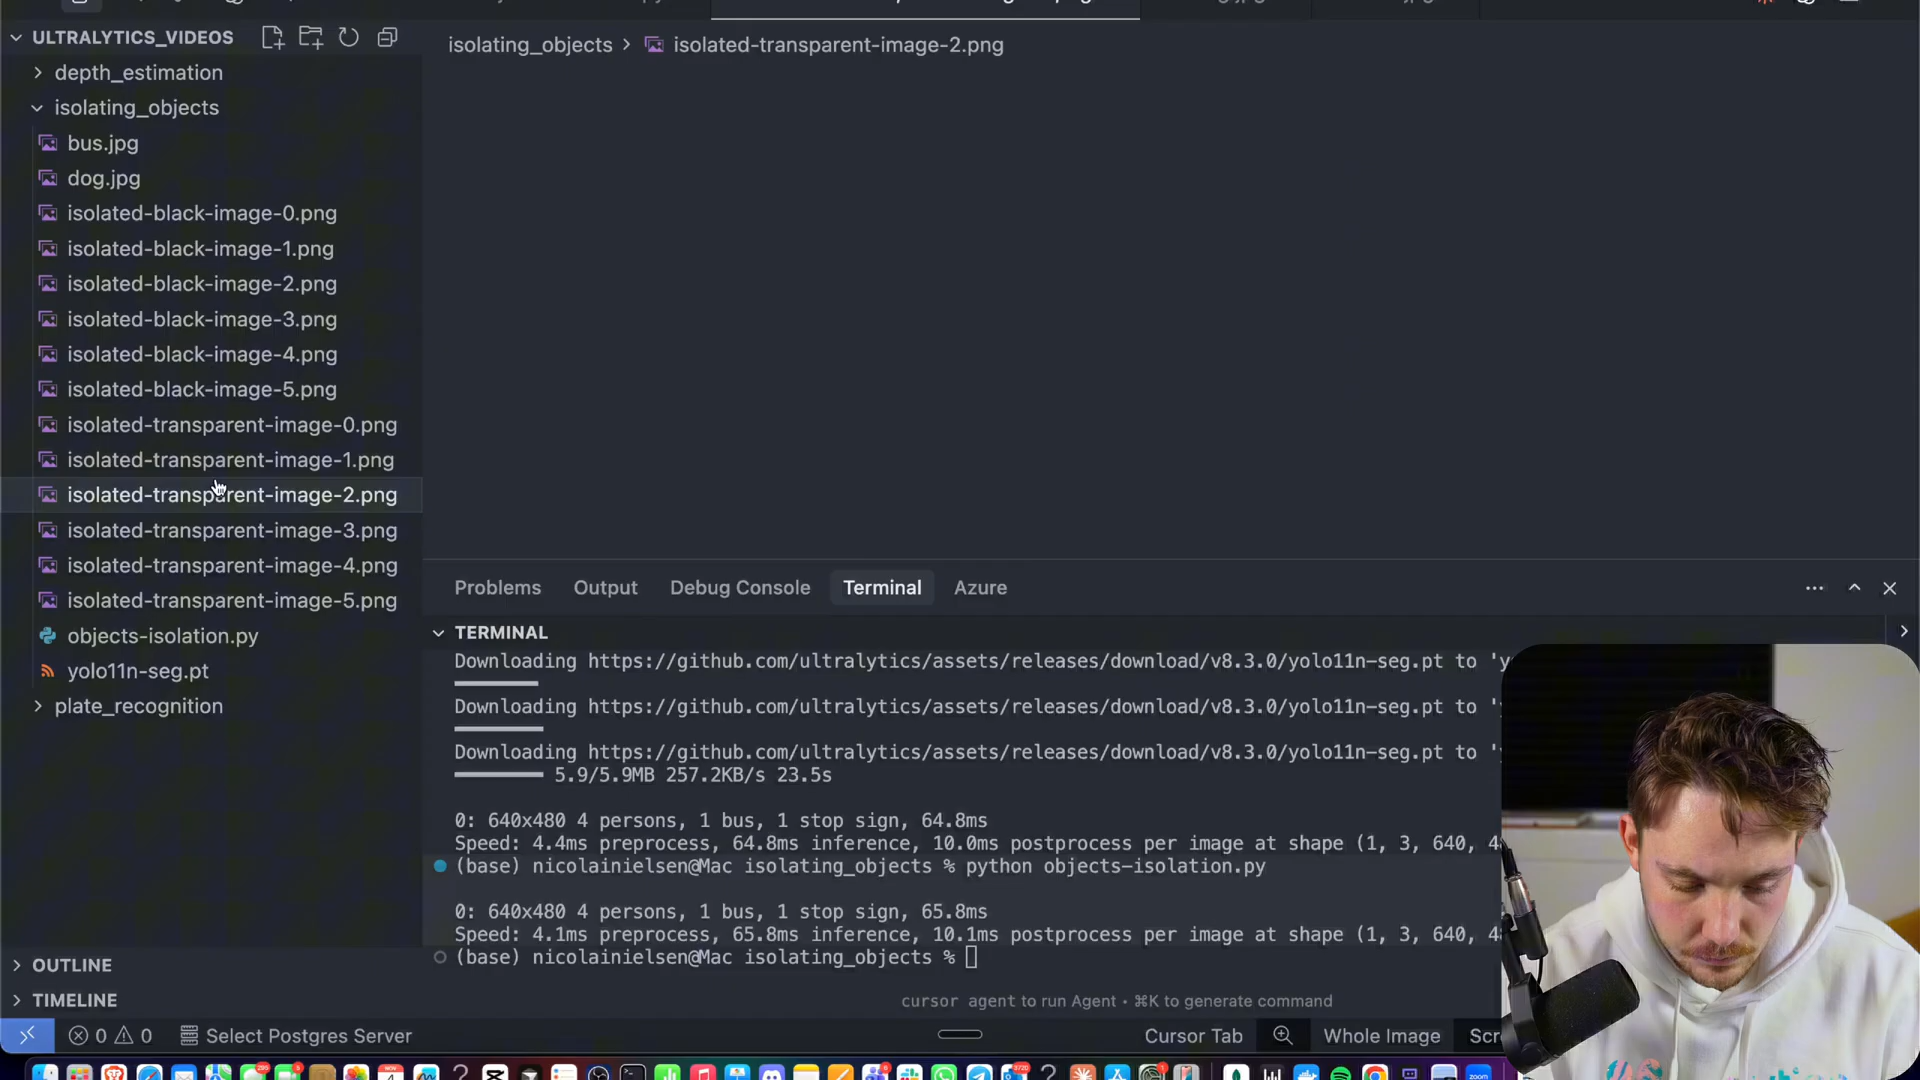 ULTRALYTICS_VIDEOS
depth_estimation
isolating_objects
bus.jpg
dog.jpg
isolated-black-image-0.png
isolated-black-image-1.png
isolated-black-image-2.png
isolated-black-image-3.png
isolated-black-image-4.png
isolated-black-image-5.png
isolated-transparent-image-0.png
isolated-transparent-image-1.png
isolated-transparent-image-2.png
isolated-transparent-image-3.png
isolated-transparent-image-4.png
isolated-transparent-image-5.png
objects-isolation.py
yolo11n-seg.pt
plate_recognition
OUTLINE
TIMELINE
isolating_objects > isolated-transparent-image-2.png
Problems Output Debug Console Terminal Azure
TERMINAL
Downloading https://github.com/ultralytics/assets/releases/download/v8.3.0/yolo11n-seg.pt to 'y
Downloading https://github.com/ultralytics/assets/releases/download/v8.3.0/yolo11n-seg.pt to 'y
Downloading https://github.com/ultralytics/assets/releases/download/v8.3.0/yolo11n-seg.pt to 'y
5.9/5.9MB 257.2KB/s 23.5s
0: 640x480 4 persons, 1 bus, 1 stop sign, 64.8ms
Speed: 4.4ms preprocess, 64.8ms inference, 10.0ms postprocess per image at shape (1, 3, 640, 4
(base) nicolainielsen@Mac isolating_objects % python objects-isolation.py
0: 640x480 4 persons, 1 bus, 1 stop sign, 65.8ms
Speed: 4.1ms preprocess, 65.8ms inference, 10.1ms postprocess per image at shape (1, 3, 640, 4
(base) nicolainielsen@Mac isolating_objects %
cursor agent to run Agent • ⌘K to generate command
0 0 Select Postgres Server Cursor Tab Whole Image